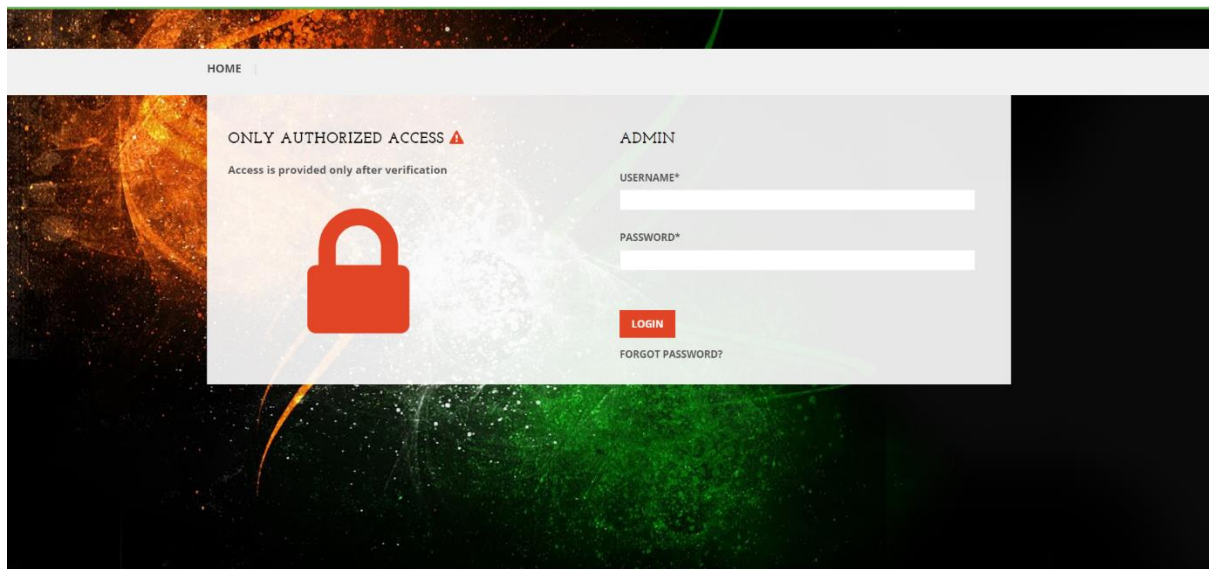 HOME
ONLY AUTHORIZED ACCESS
Access is provided only after verification
ADMIN
USERNAME*
PASSWORD*
LOGIN
FORGOT PASSWORD?